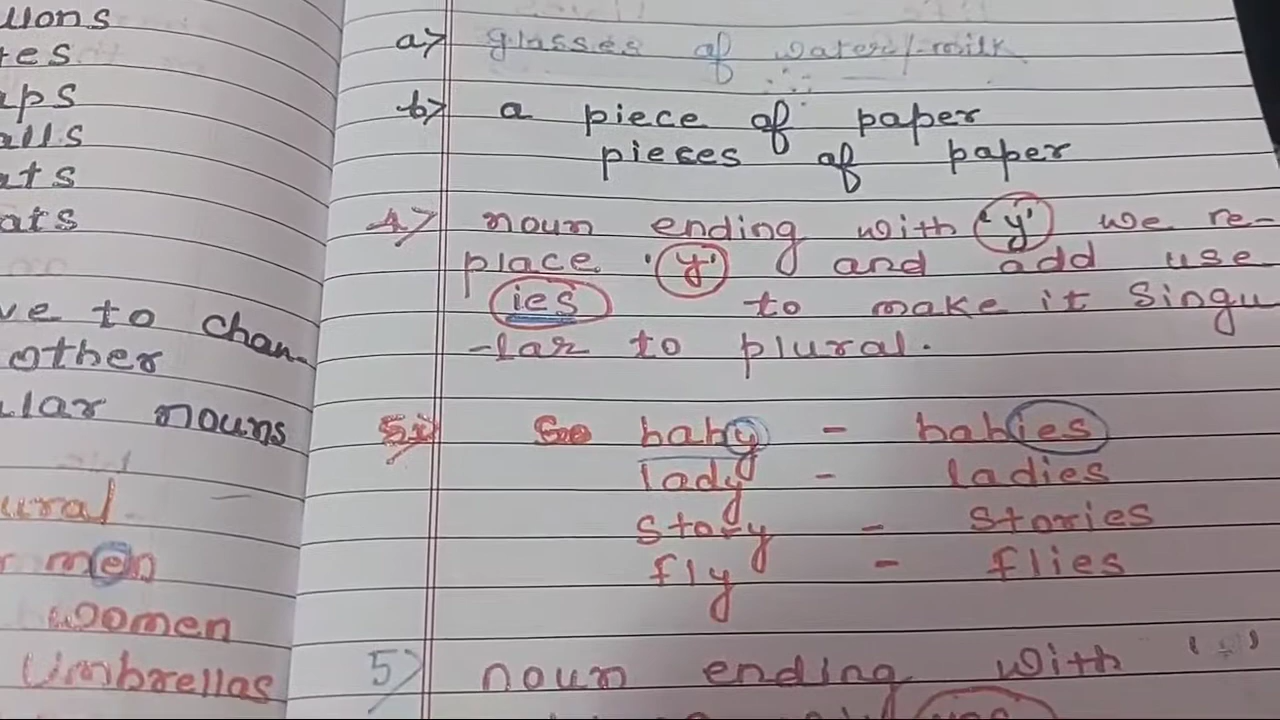 uons
tes
aps
alls
ats
ats
ve to chan-
other
ular nouns
ural
men
women
Umbrellas
a> glasses of water/milk
b> a piece of paper
pieces of paper
4> noun ending with 'y' we re-
place 'y' and add use
ies to make it Singu
-lar to plural.
baby - babies
lady - ladies
story - stories
fly - flies
5> noun ending with